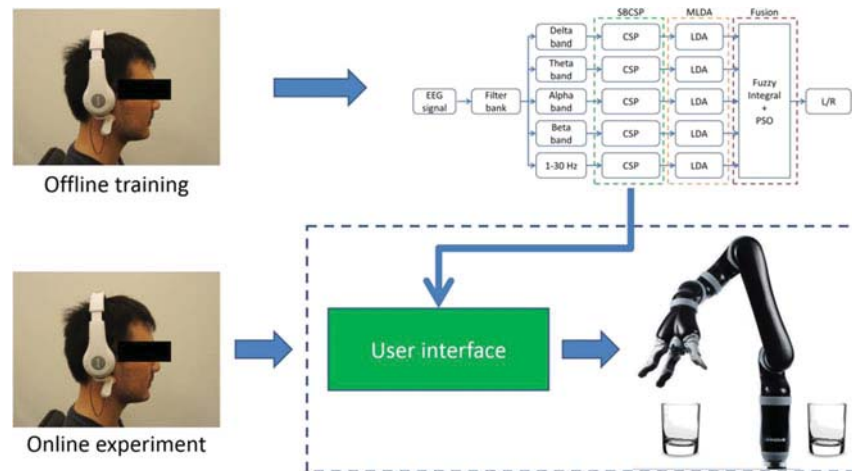 SBCSP MLDA Fusion
Delta band CSP LDA
Theta band CSP LDA
EEG signal Filter bank Alpha band CSP LDA Fuzzy Integral + PSO L/R
Beta band CSP LDA
1-30 Hz CSP LDA
Offline training
User interface
Online experiment